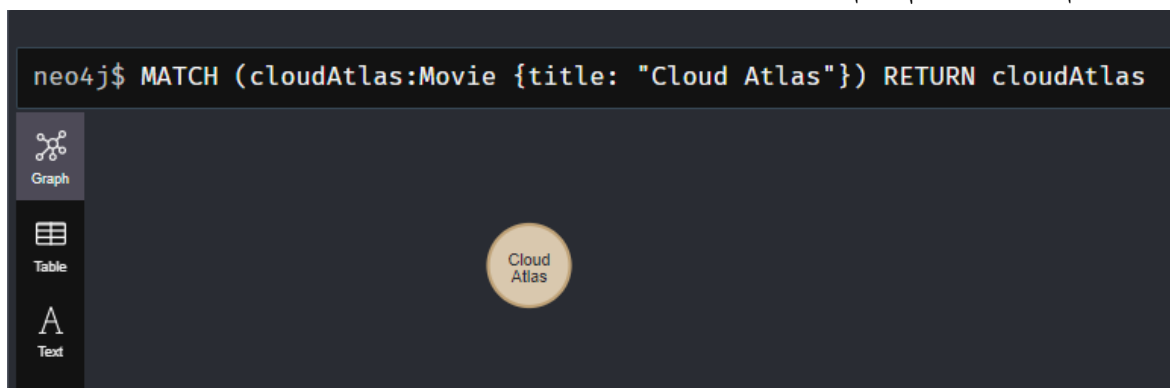 neo4j$ MATCH (cloudAtlas:Movie {title: "Cloud Atlas"}) RETURN cloudAtlas
Graph
Table
Text
Cloud
Atlas